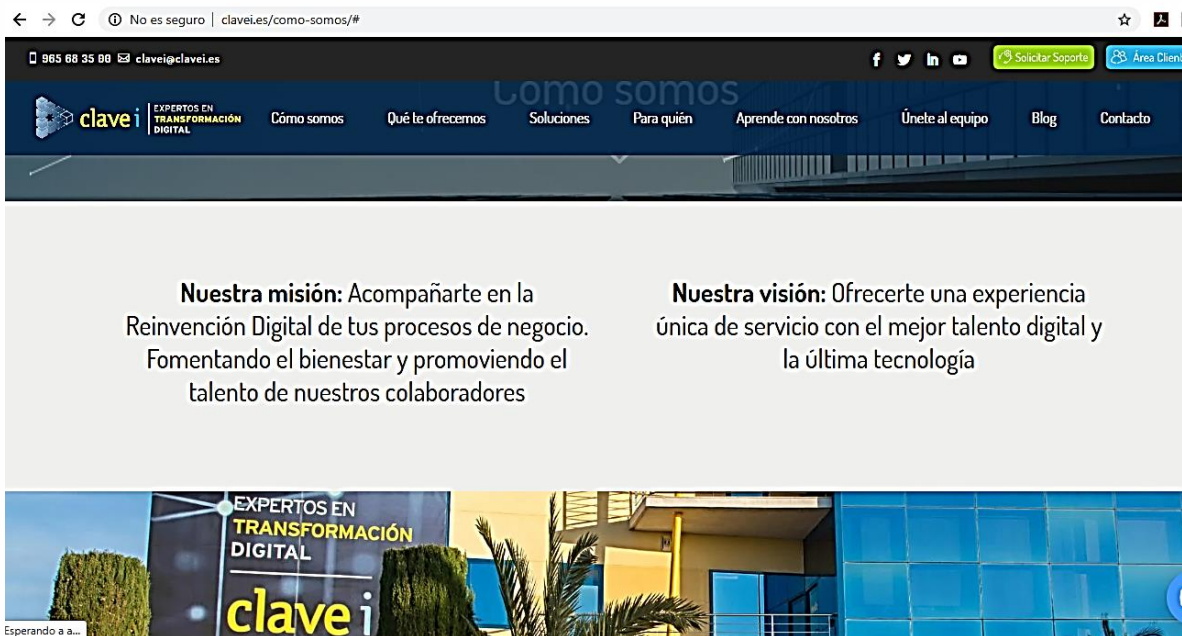 No es seguro | clavei.es/como-somos/#
965 68 35 00 clavei@clavei.es
Solicitar Soporte
Área Client
Como somos
clave i
EXPERTOS EN
TRANSFORMACIÓN
DIGITAL
Cómo somos Qué te ofrecemos Soluciones Para quién Aprende con nosotros Únete al equipo Blog Contacto
Nuestra misión: Acompañarte en la
Reinvención Digital de tus procesos de negocio.
Fomentando el bienestar y promoviendo el
talento de nuestros colaboradores
Nuestra visión: Ofrecerte una experiencia
única de servicio con el mejor talento digital y
la última tecnología
EXPERTOS EN
TRANSFORMACIÓN
DIGITAL
clave i
Esperando a a...